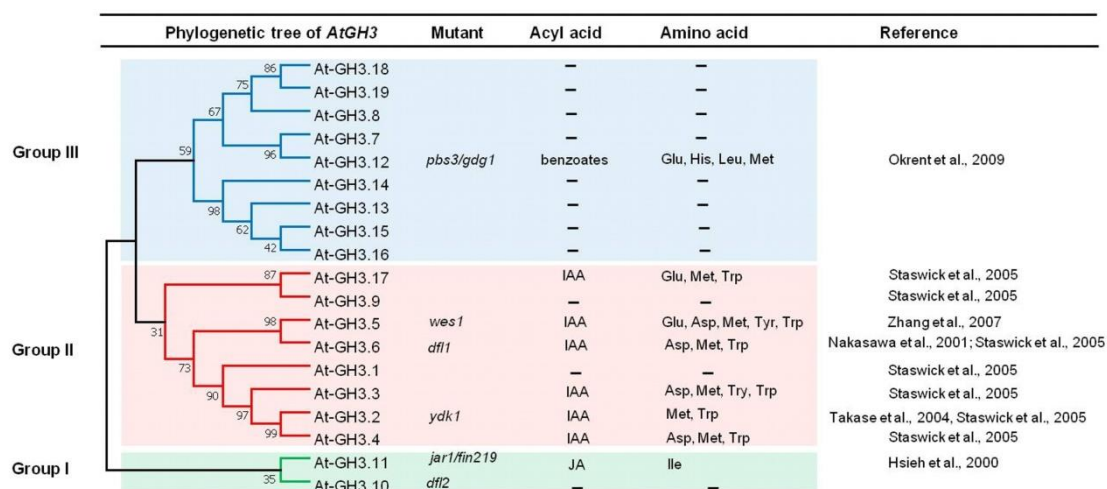 Phylogenetic tree of AtGH3 Mutant Acyl acid Amino acid Reference
86 At-GH3.18 – –
75 At-GH3.19 – –
67 At-GH3.8 – –
At-GH3.7 – –
Group III 59 96 At-GH3.12 pbs3/gdg1 benzoates Glu, His, Leu, Met Okrent et al., 2009
At-GH3.14 – –
98 At-GH3.13 – –
62 At-GH3.15 – –
42 At-GH3.16 – –
87 At-GH3.17 IAA Glu, Met, Trp Staswick et al., 2005
At-GH3.9 – – Staswick et al., 2005
98 At-GH3.5 wes1 IAA Glu, Asp, Met, Tyr, Trp Zhang et al., 2007
Group II 31 At-GH3.6 dfl1 IAA Asp, Met, Trp Nakasawa et al., 2001; Staswick et al., 2005
73 At-GH3.1 – – Staswick et al., 2005
90 At-GH3.3 IAA Asp, Met, Try, Trp Staswick et al., 2005
97 At-GH3.2 ydk1 IAA Met, Trp Takase et al., 2004, Staswick et al., 2005
99 At-GH3.4 IAA Asp, Met, Trp Staswick et al., 2005
Group I At-GH3.11 jar1/fin219 JA Ile Hsieh et al., 2000
35 At-GH3.10 dfl2 – –